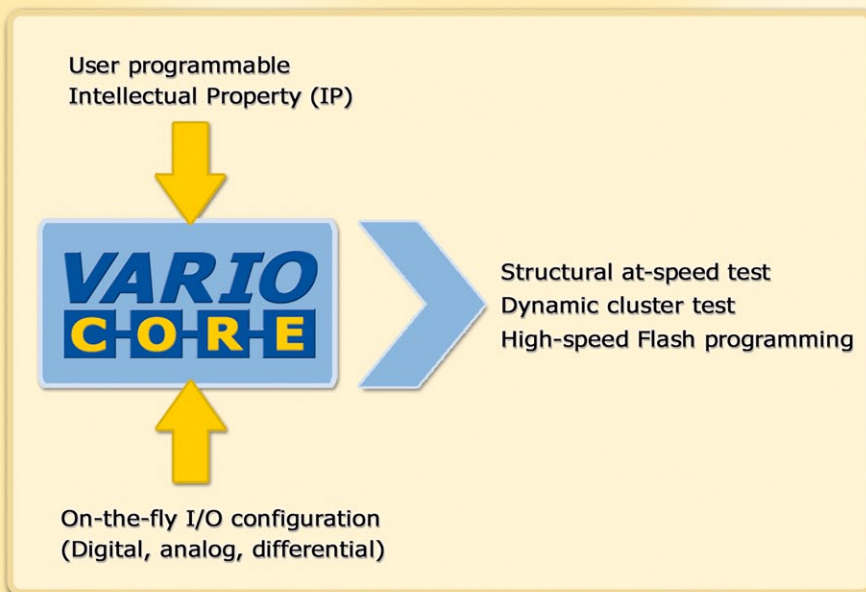 User programmable
Intellectual Property (IP)
VARIO
CORE
Structural at-speed test
Dynamic cluster test
High-speed Flash programming
On-the-fly I/O configuration
(Digital, analog, differential)